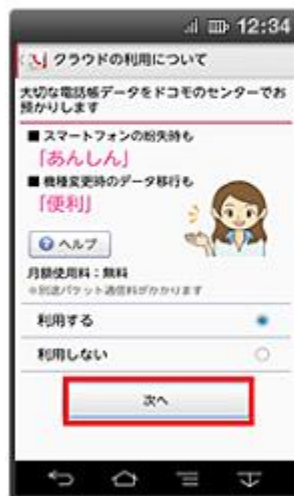 12:34
クラウドの利用について
大切な電話帳データをドコモのセンターでお
預かりします
■ スマートフォンの紛失時も
「あんしん」
■ 機種変更時のデータ移行も
「便利」
? ヘルプ
月額使用料：無料
※別途パケット通信料がかかります
利用する
利用しない
次へ